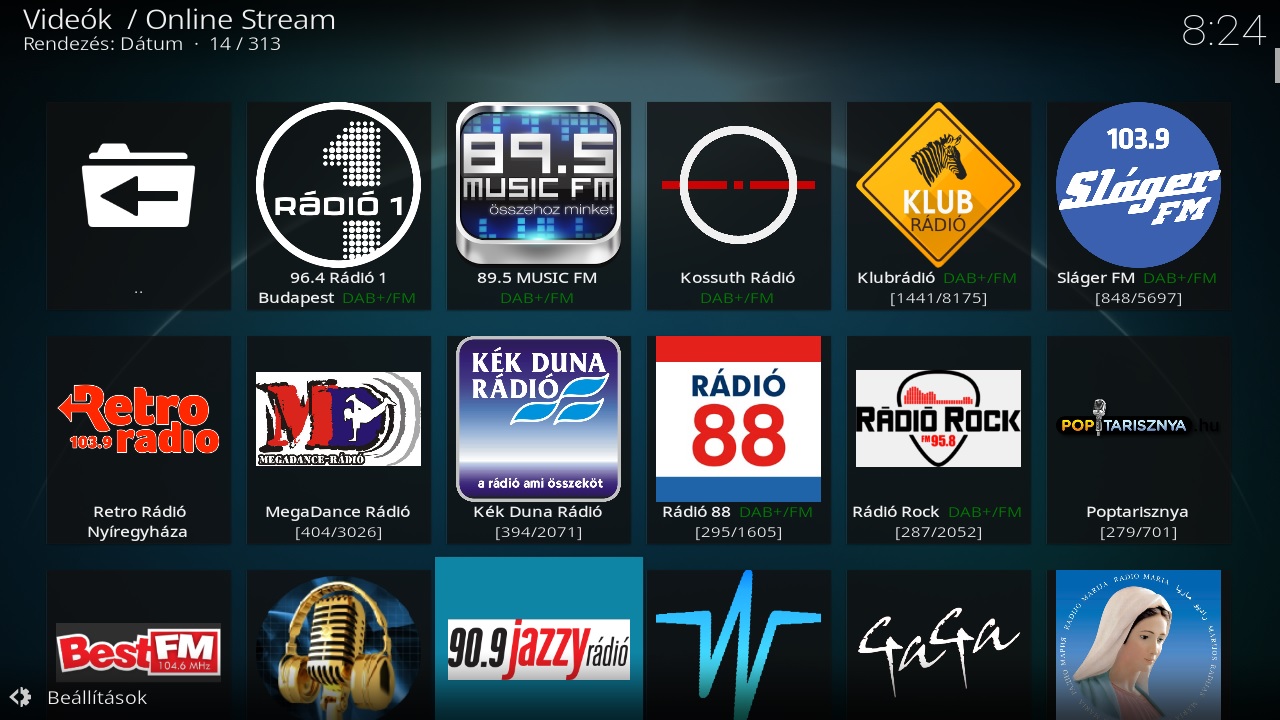 Videók / Online Stream
Rendezés: Dátum · 14 / 313
8:24
..
1
RáDIÓ 1
96.4 Rádió 1
Budapest DAB+/FM
89.5
MUSIC FM
összehoz minket
89.5 MUSIC FM
DAB+/FM
Kossuth Rádió
DAB+/FM
KLUB
RÁDIÓ
Klubrádió DAB+/FM
[1441/8175]
103.9
Sláger
FM
Sláger FM DAB+/FM
[848/5697]
Retro
103.9 radio
Retro Rádió
Nyíregyháza
MD
MEGADANCE-RÁDIÓ
MegaDance Rádió
[404/3026]
KÉK DUNA
RÁDIÓ
a rádió ami összeköt
Kék Duna Rádió
[394/2071]
RÁDIÓ
88
Rádió 88 DAB+/FM
[295/1605]
RÁDIÓ ROCK
FM 95.8
Rádió Rock DAB+/FM
[287/2052]
POPTARISZNYA.hu
Poptarisznya
[279/701]
Best FM
104.6 MHz
90.9 jazzy rádió
GaGa
RADIO MARIA
Beállítások